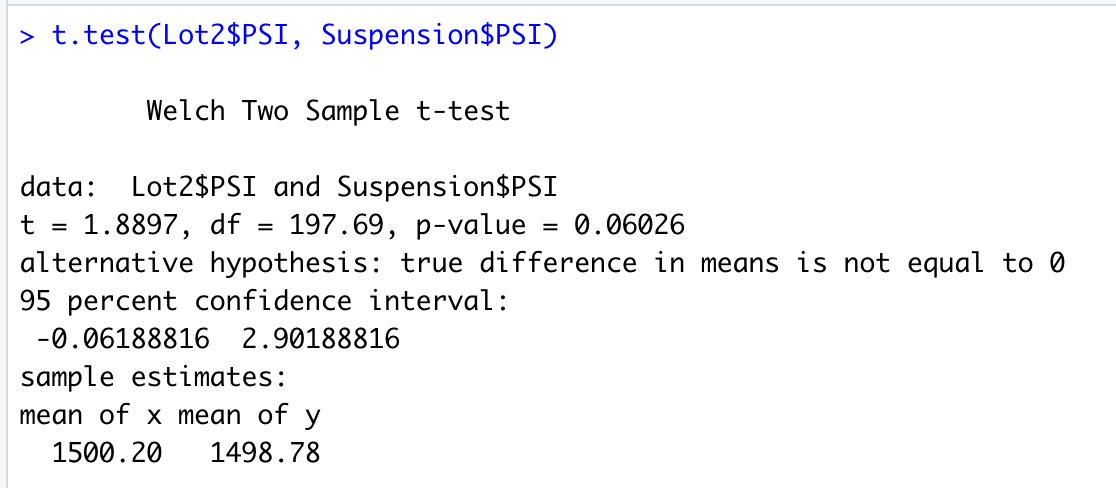 > t.test(Lot2$PSI, Suspension$PSI)
Welch Two Sample t-test
data:  Lot2$PSI and Suspension$PSI
t = 1.8897, df = 197.69, p-value = 0.06026
alternative hypothesis: true difference in means is not equal to 0
95 percent confidence interval:
 -0.06188816  2.90188816
sample estimates:
mean of x mean of y
  1500.20   1498.78